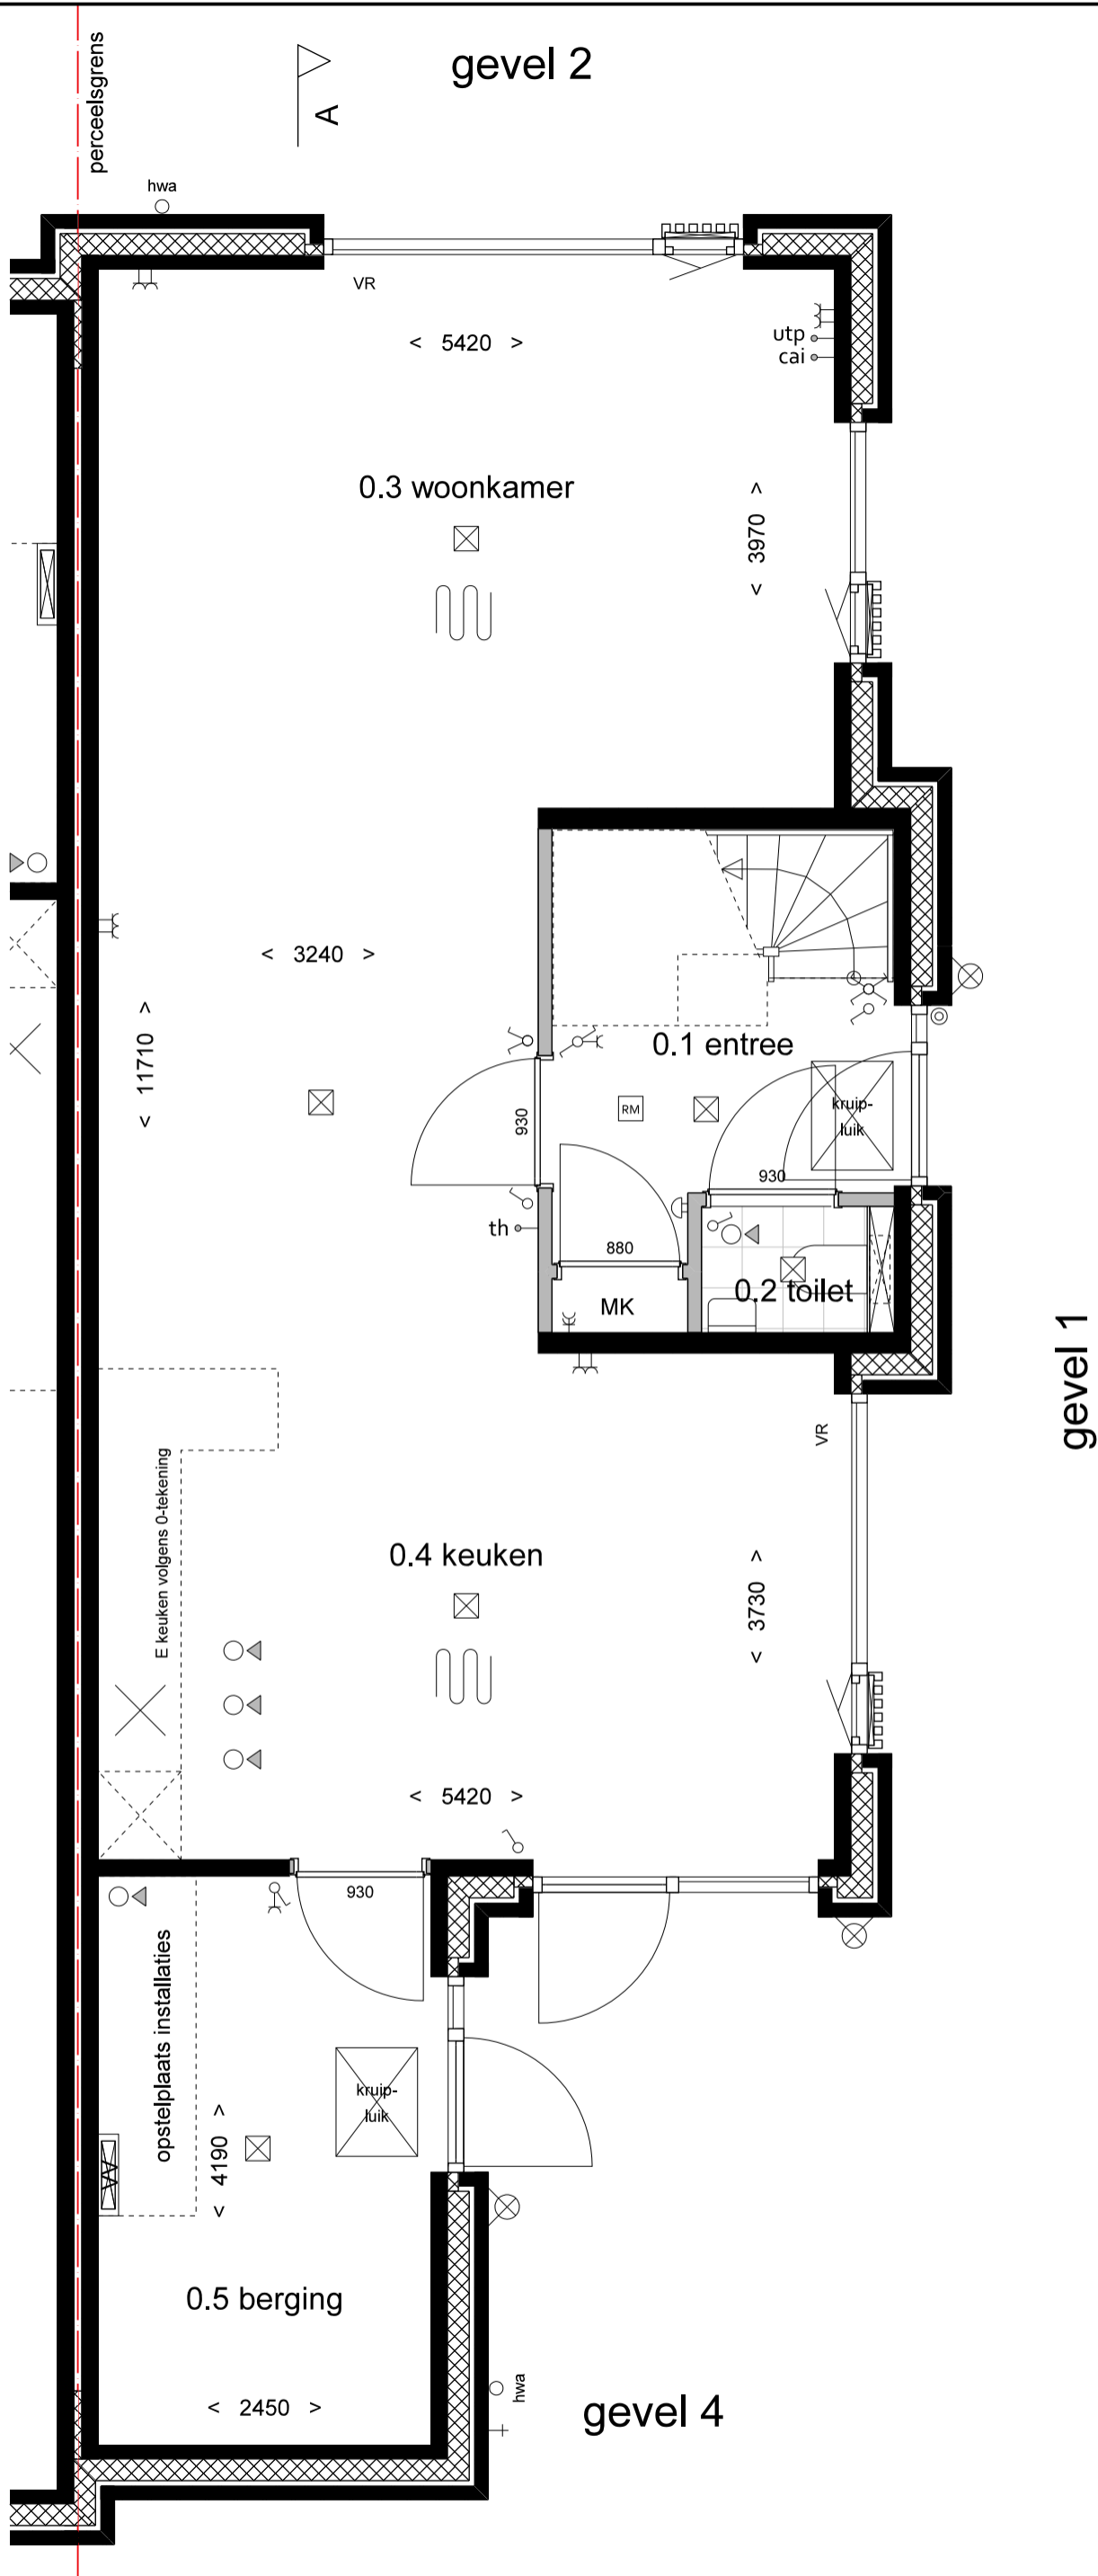 gevel 2
perceelsgrens
A
hwa
VR
< 5420 >
utp
cai
0.3 woonkamer
< 3970 >
< 3240 >
< 11710 >
0.1 entree
930
RM
kruip-
luik
930
th
880
MK
0.2 toilet
gevel 1
VR
E keuken volgens 0-tekening
0.4 keuken
< 3730 >
< 5420 >
930
opstelplaats installaties
kruip-
luik
< 4190 >
0.5 berging
hwa
< 2450 >
gevel 4